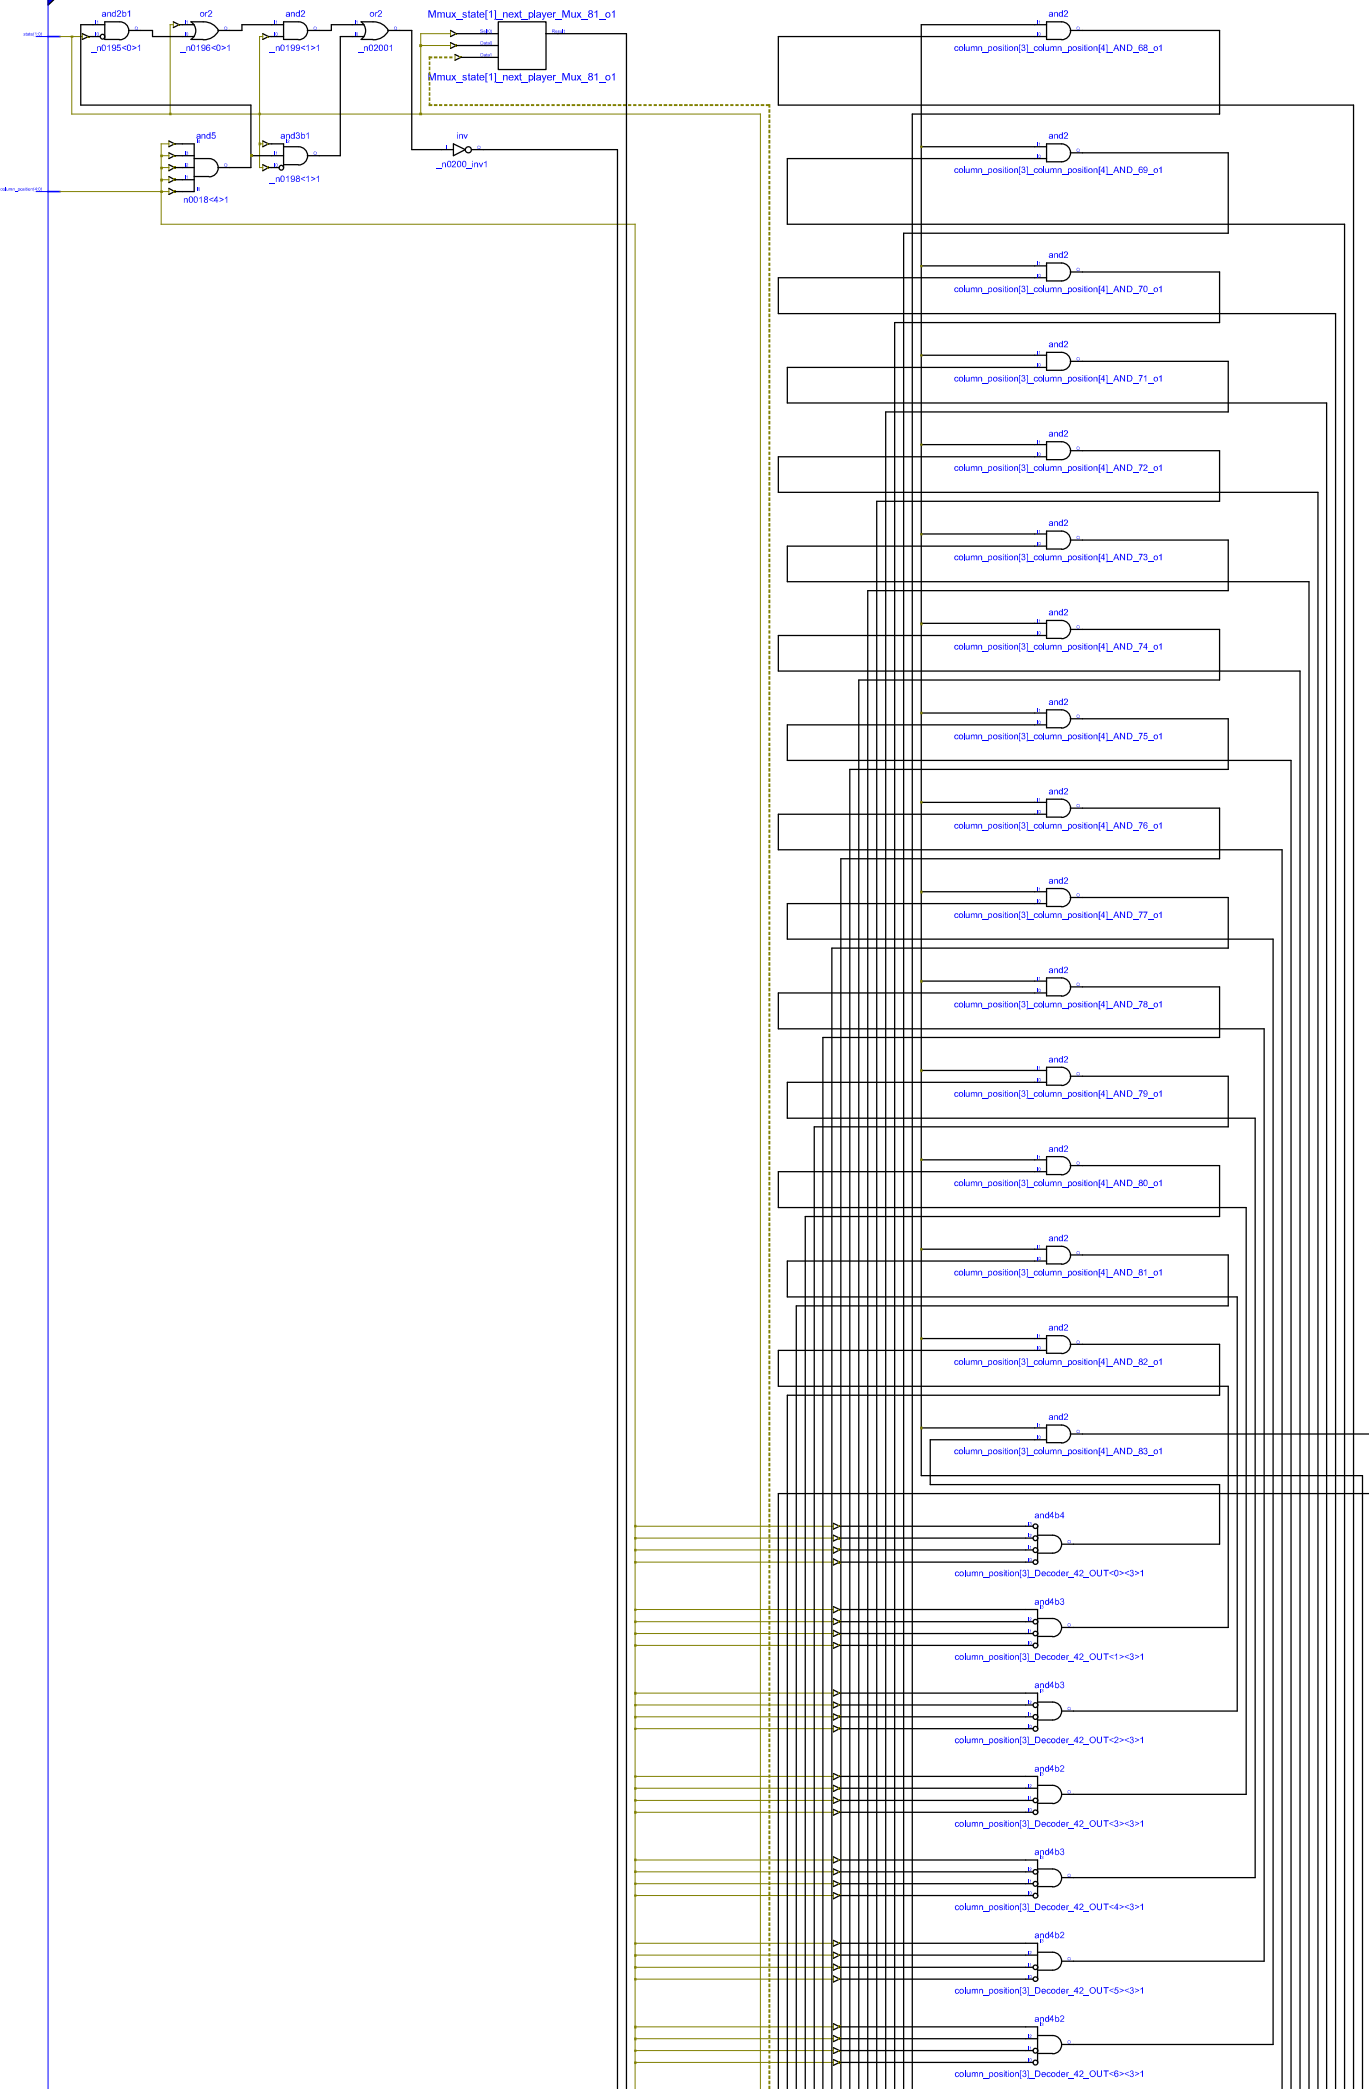 and2b1
or2
and2
or2
Mmux_state[1]_next_player_Mux_81_o1
state(1:0)
_n0195<0>1
_n0196<0>1
_n0199<1>1
_n02001
Result
Mmux_state[1]_next_player_Mux_81_o1
and5
and3b1
inv
column_position(4:0)
n0018<4>1
_n0198<1>1
_n0200_inv1
and2
column_position[3]_column_position[4]_AND_68_o1
and2
column_position[3]_column_position[4]_AND_69_o1
and2
column_position[3]_column_position[4]_AND_70_o1
and2
column_position[3]_column_position[4]_AND_71_o1
and2
column_position[3]_column_position[4]_AND_72_o1
and2
column_position[3]_column_position[4]_AND_73_o1
and2
column_position[3]_column_position[4]_AND_74_o1
and2
column_position[3]_column_position[4]_AND_75_o1
and2
column_position[3]_column_position[4]_AND_76_o1
and2
column_position[3]_column_position[4]_AND_77_o1
and2
column_position[3]_column_position[4]_AND_78_o1
and2
column_position[3]_column_position[4]_AND_79_o1
and2
column_position[3]_column_position[4]_AND_80_o1
and2
column_position[3]_column_position[4]_AND_81_o1
and2
column_position[3]_column_position[4]_AND_82_o1
and2
column_position[3]_column_position[4]_AND_83_o1
and4b4
column_position[3]_Decoder_42_OUT<0><3>1
and4b3
column_position[3]_Decoder_42_OUT<1><3>1
and4b3
column_position[3]_Decoder_42_OUT<2><3>1
and4b2
column_position[3]_Decoder_42_OUT<3><3>1
and4b3
column_position[3]_Decoder_42_OUT<4><3>1
and4b2
column_position[3]_Decoder_42_OUT<5><3>1
and4b2
column_position[3]_Decoder_42_OUT<6><3>1